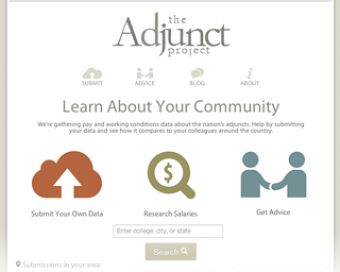 the
Adjunct
project
SUBMIT
ADVICE
BLOG
ABOUT
Learn About Your Community
We're gathering pay and working conditions data about the nation's adjuncts. Help by submitting
your data and see how it compares to your colleagues around the country.
Submit Your Own Data
Research Salaries
Get Advice
Enter college, city, or state
Search
Submissions in your area: